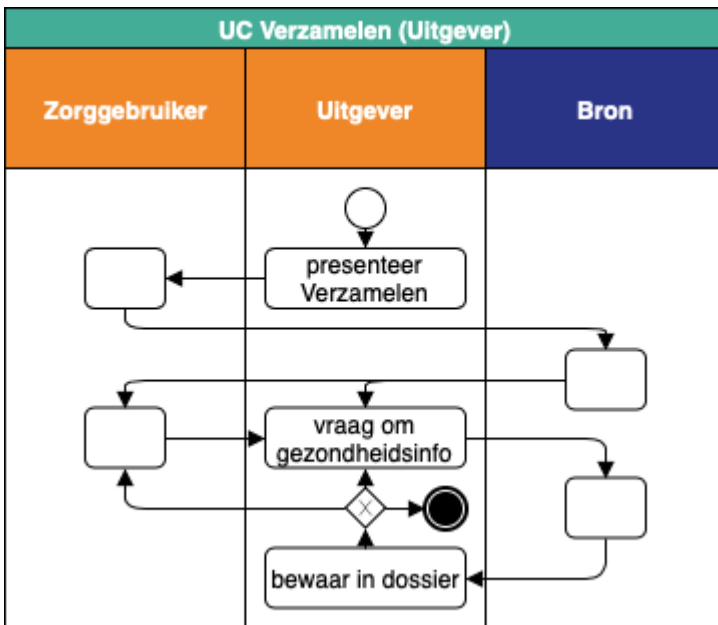 UC Verzamelen (Uitgever)
Zorggebruiker
Uitgever
Bron
presenteer
Verzamelen
vraag om
gezondheidsinfo
X
bewaar in dossier